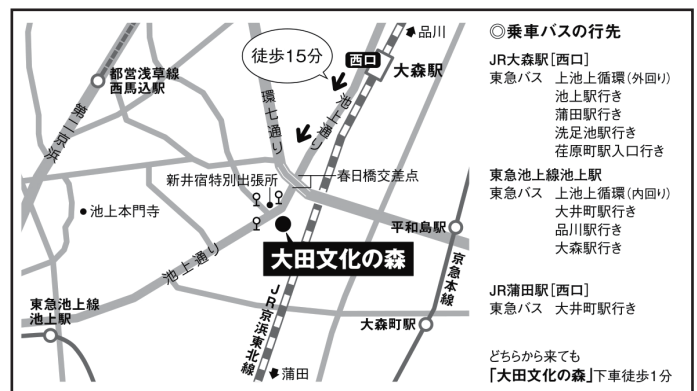 品川
徒歩15分
西口
大森駅
都営浅草線
西馬込駅
第二京浜
環七通り
池上通り
新井宿特別出張所
春日橋交差点
池上本門寺
平和島駅
大田文化の森
池上通り
京急本線
JR京浜東北線
東急池上線
池上駅
大森町駅
蒲田
◎乗車バスの行先
JR大森駅[西口]
東急バス 上池上循環(外回り)
池上駅行き
蒲田駅行き
洗足池駅行き
荏原町駅入口行き
東急池上線池上駅
東急バス 上池上循環(内回り)
大井町駅行き
品川駅行き
大森駅行き
JR蒲田駅[西口]
東急バス 大井町駅行き
どちらから来ても
「大田文化の森」下車徒歩1分